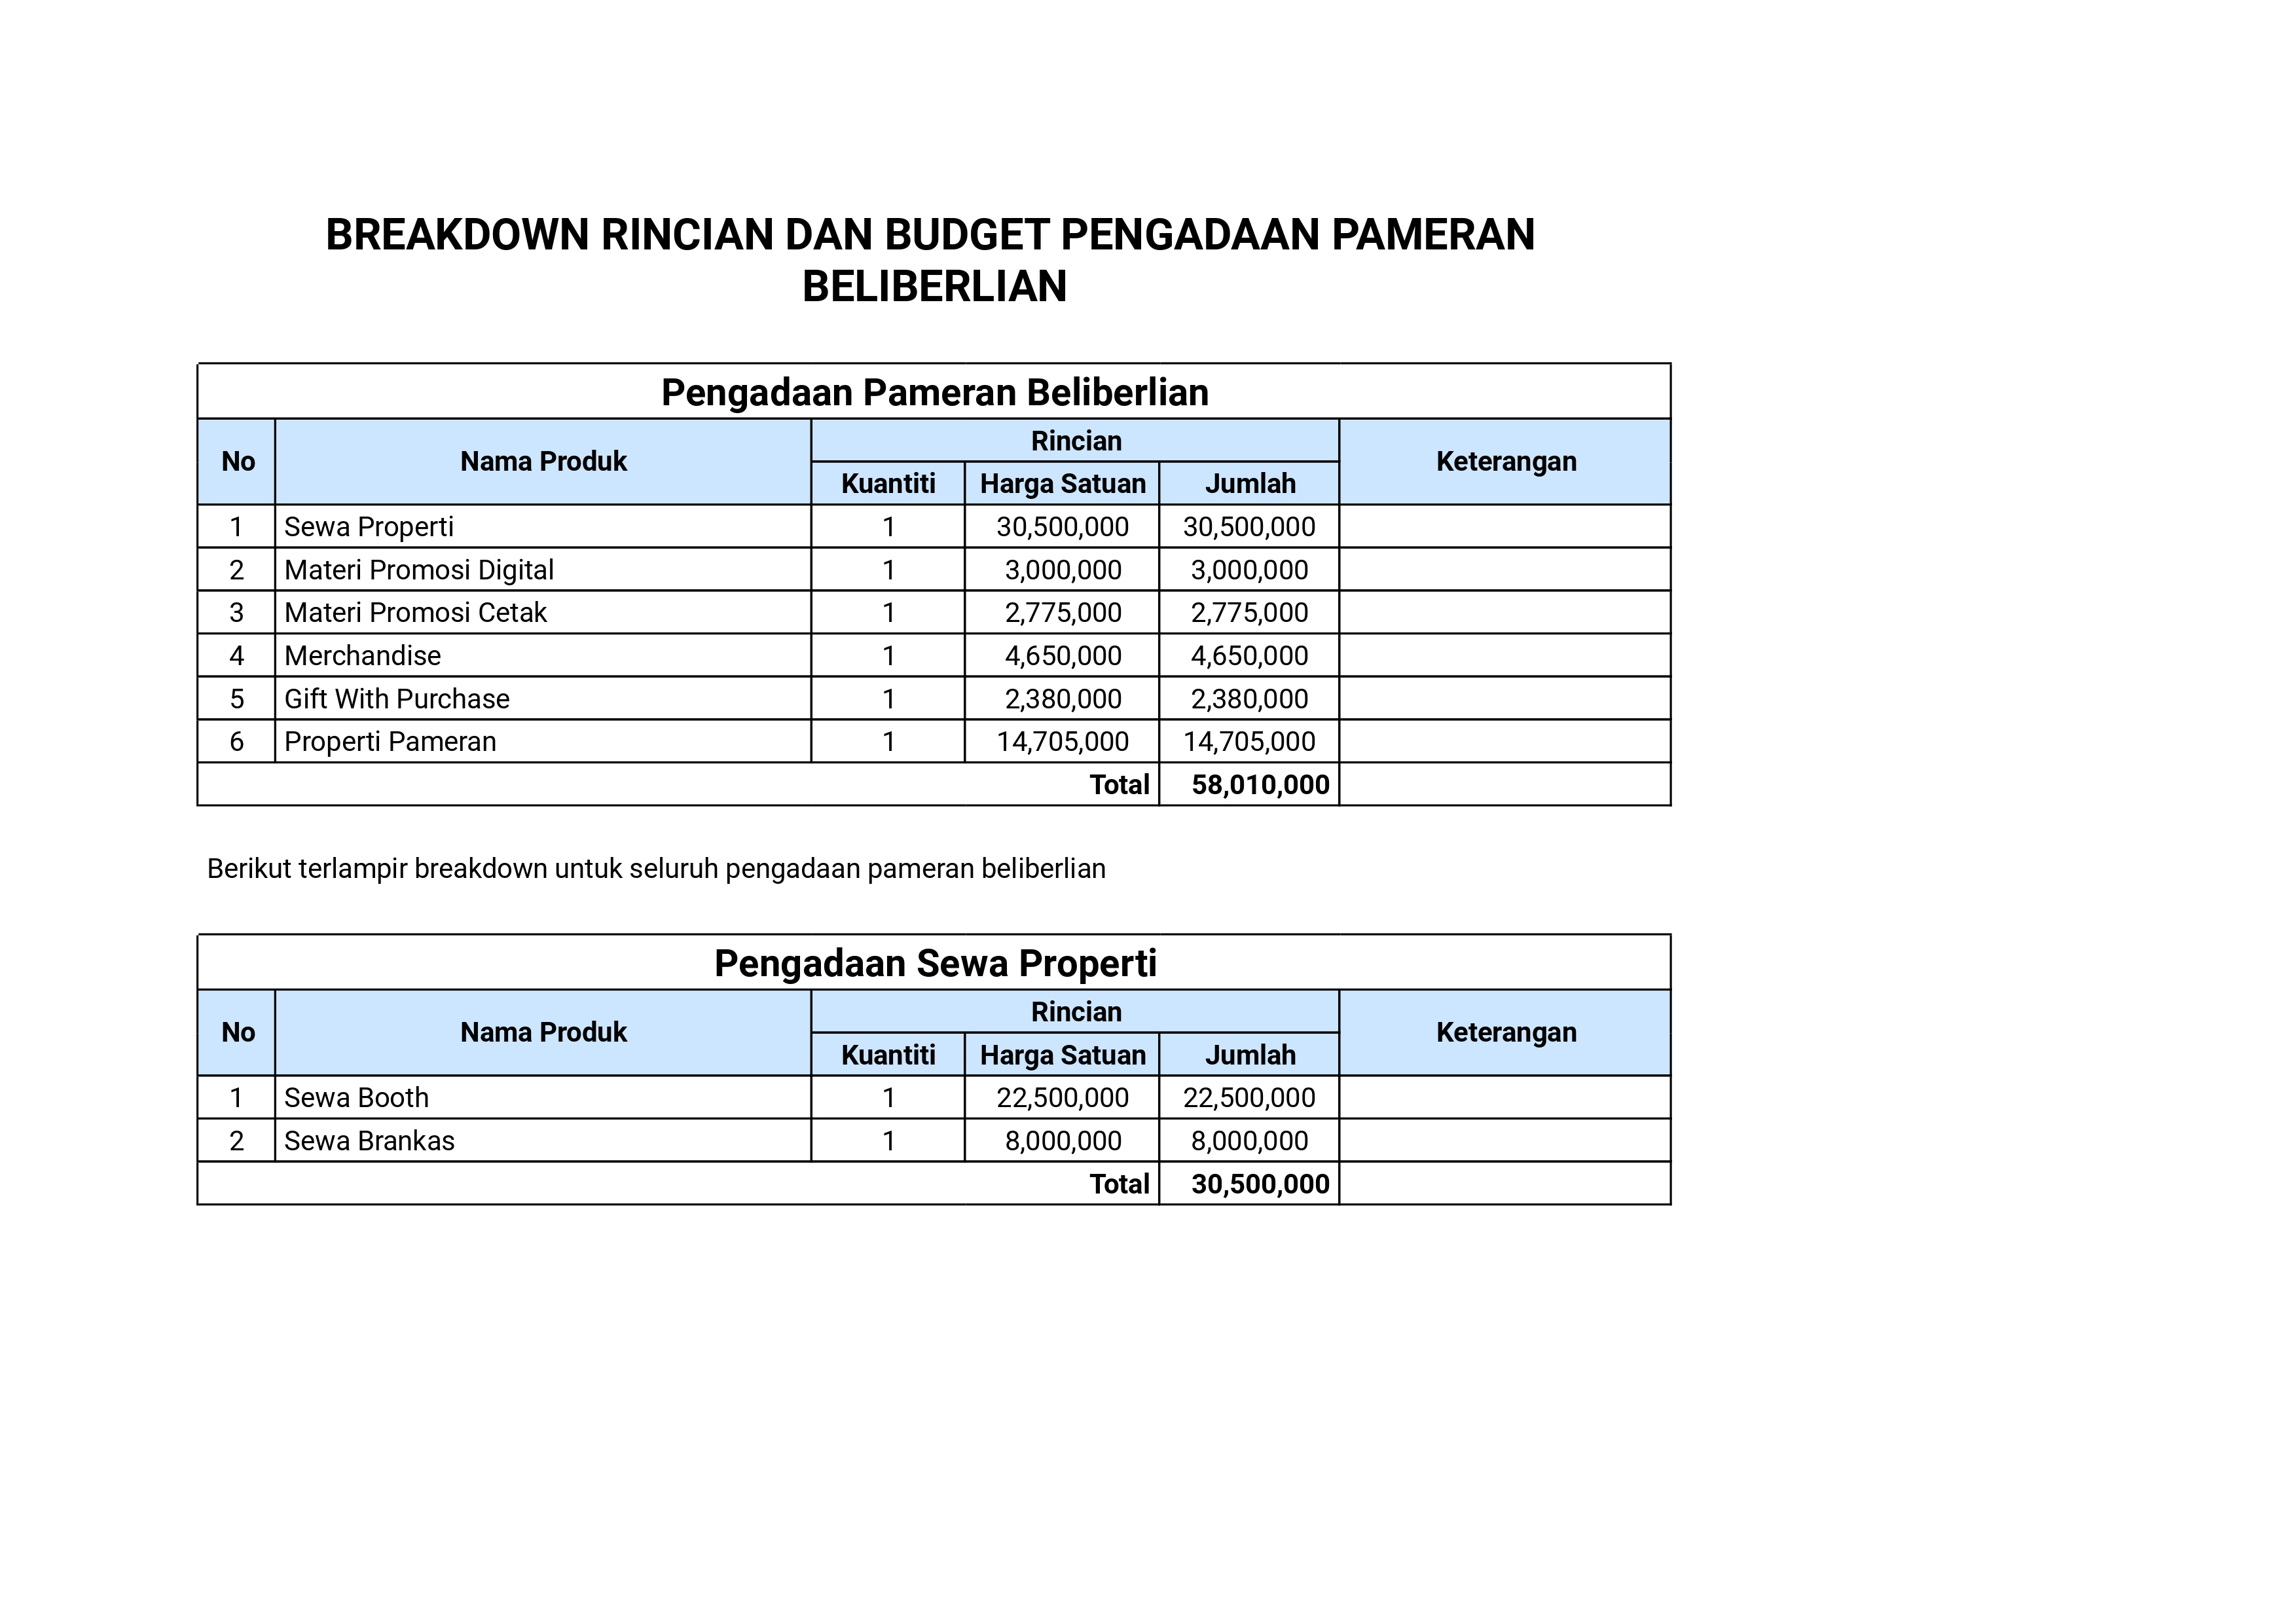 BREAKDOWN RINCIAN DAN BUDGET PENGADAAN PAMERAN
BELIBERLIAN
Pengadaan Pameran Beliberlian
No Nama Produk Rincian Keterangan
Kuantiti Harga Satuan Jumlah
1 Sewa Properti 1 30,500,000 30,500,000
2 Materi Promosi Digital 1 3,000,000 3,000,000
3 Materi Promosi Cetak 1 2,775,000 2,775,000
4 Merchandise 1 4,650,000 4,650,000
5 Gift With Purchase 1 2,380,000 2,380,000
6 Properti Pameran 1 14,705,000 14,705,000
Total 58,010,000
Berikut terlampir breakdown untuk seluruh pengadaan pameran beliberlian
Pengadaan Sewa Properti
No Nama Produk Rincian Keterangan
Kuantiti Harga Satuan Jumlah
1 Sewa Booth 1 22,500,000 22,500,000
2 Sewa Brankas 1 8,000,000 8,000,000
Total 30,500,000